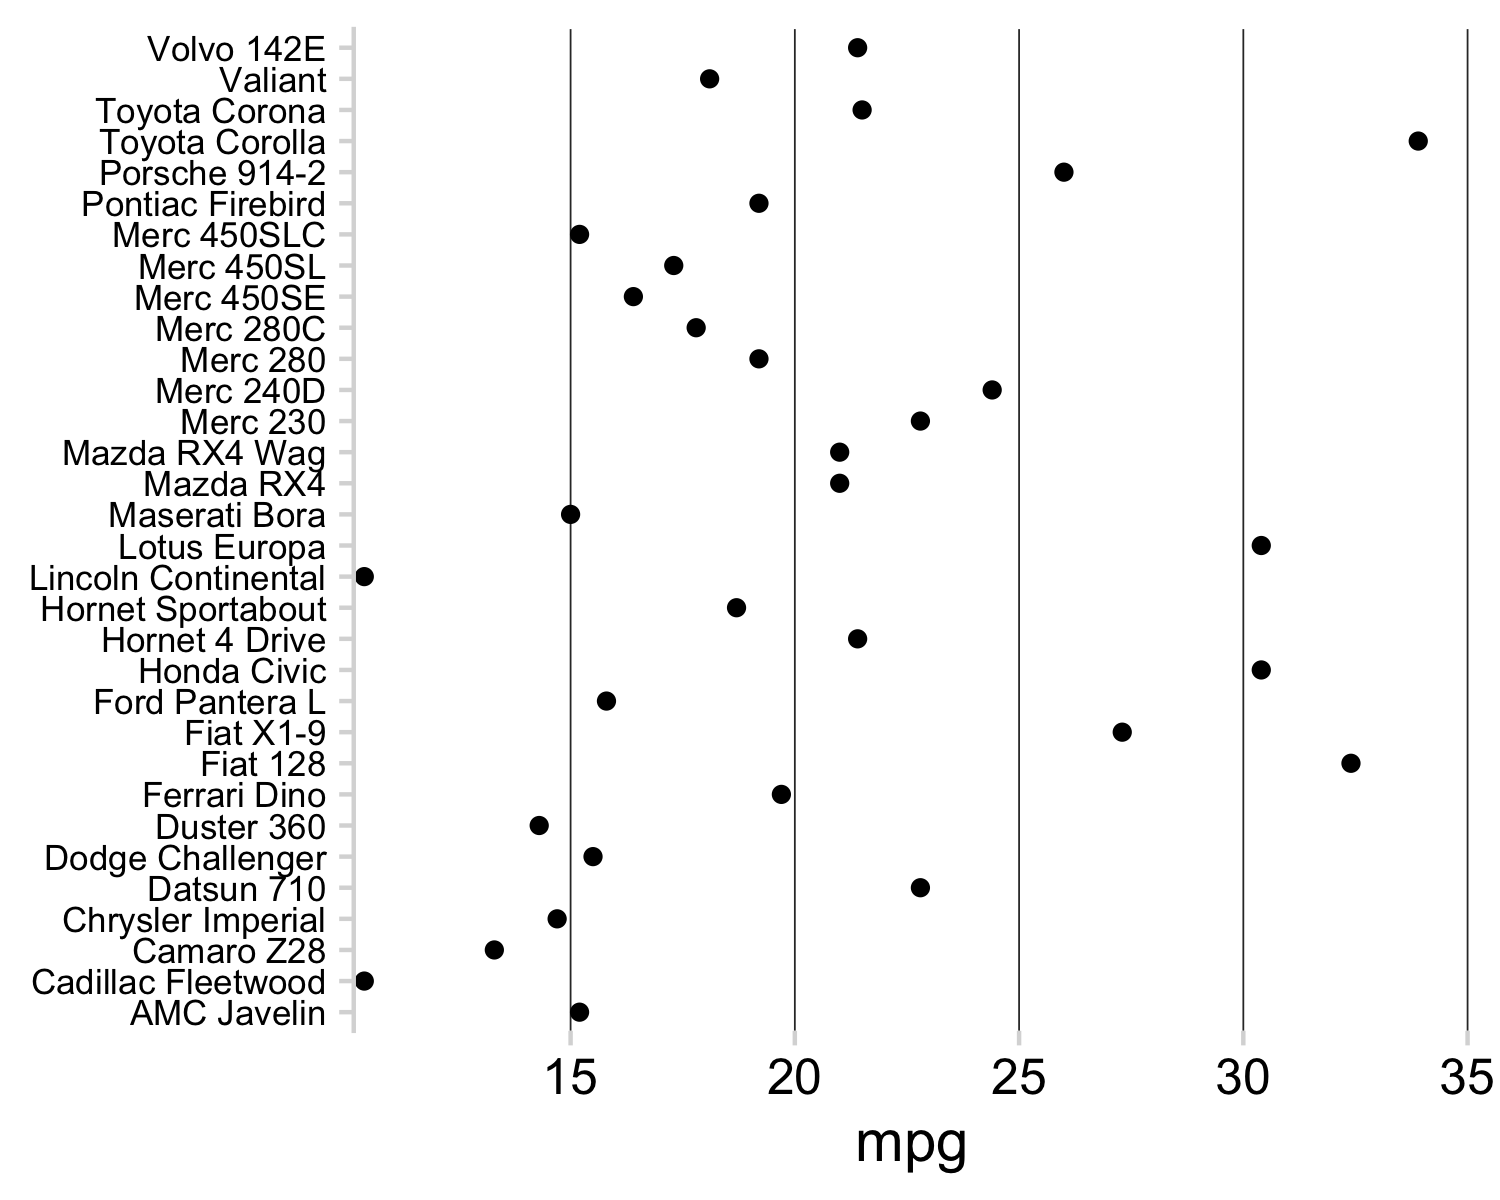 Volvo 142E
Valiant
Toyota Corona
Toyota Corolla
Porsche 914-2
Pontiac Firebird
Merc 450SLC
Merc 450SL
Merc 450SE
Merc 280C
Merc 280
Merc 240D
Merc 230
Mazda RX4 Wag
Mazda RX4
Maserati Bora
Lotus Europa
Lincoln Continental
Hornet Sportabout
Hornet 4 Drive
Honda Civic
Ford Pantera L
Fiat X1-9
Fiat 128
Ferrari Dino
Duster 360
Dodge Challenger
Datsun 710
Chrysler Imperial
Camaro Z28
Cadillac Fleetwood
AMC Javelin
15 20 25 30 35
mpg